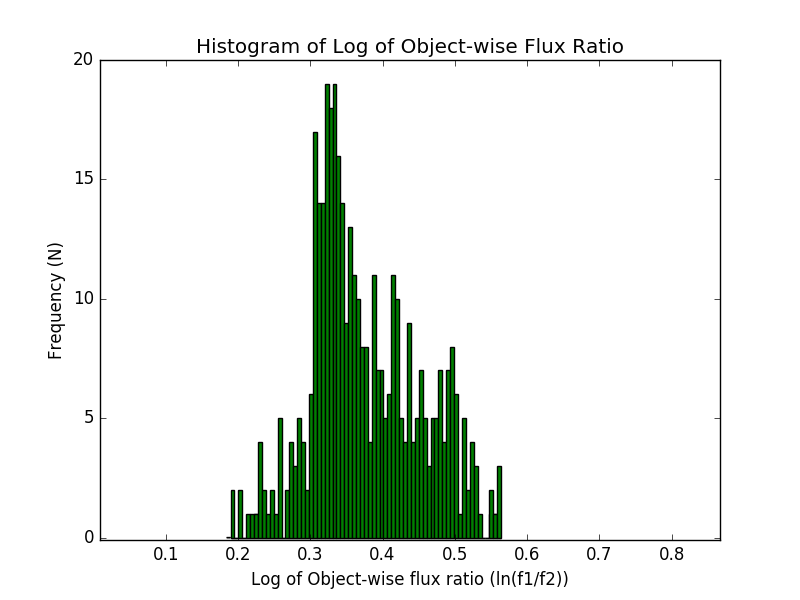 Histogram of Log of Object-wise Flux Ratio
20
15
10
5
0
Frequency (N)
0.1 0.2 0.3 0.4 0.5 0.6 0.7 0.8
Log of Object-wise flux ratio (ln(f1/f2))